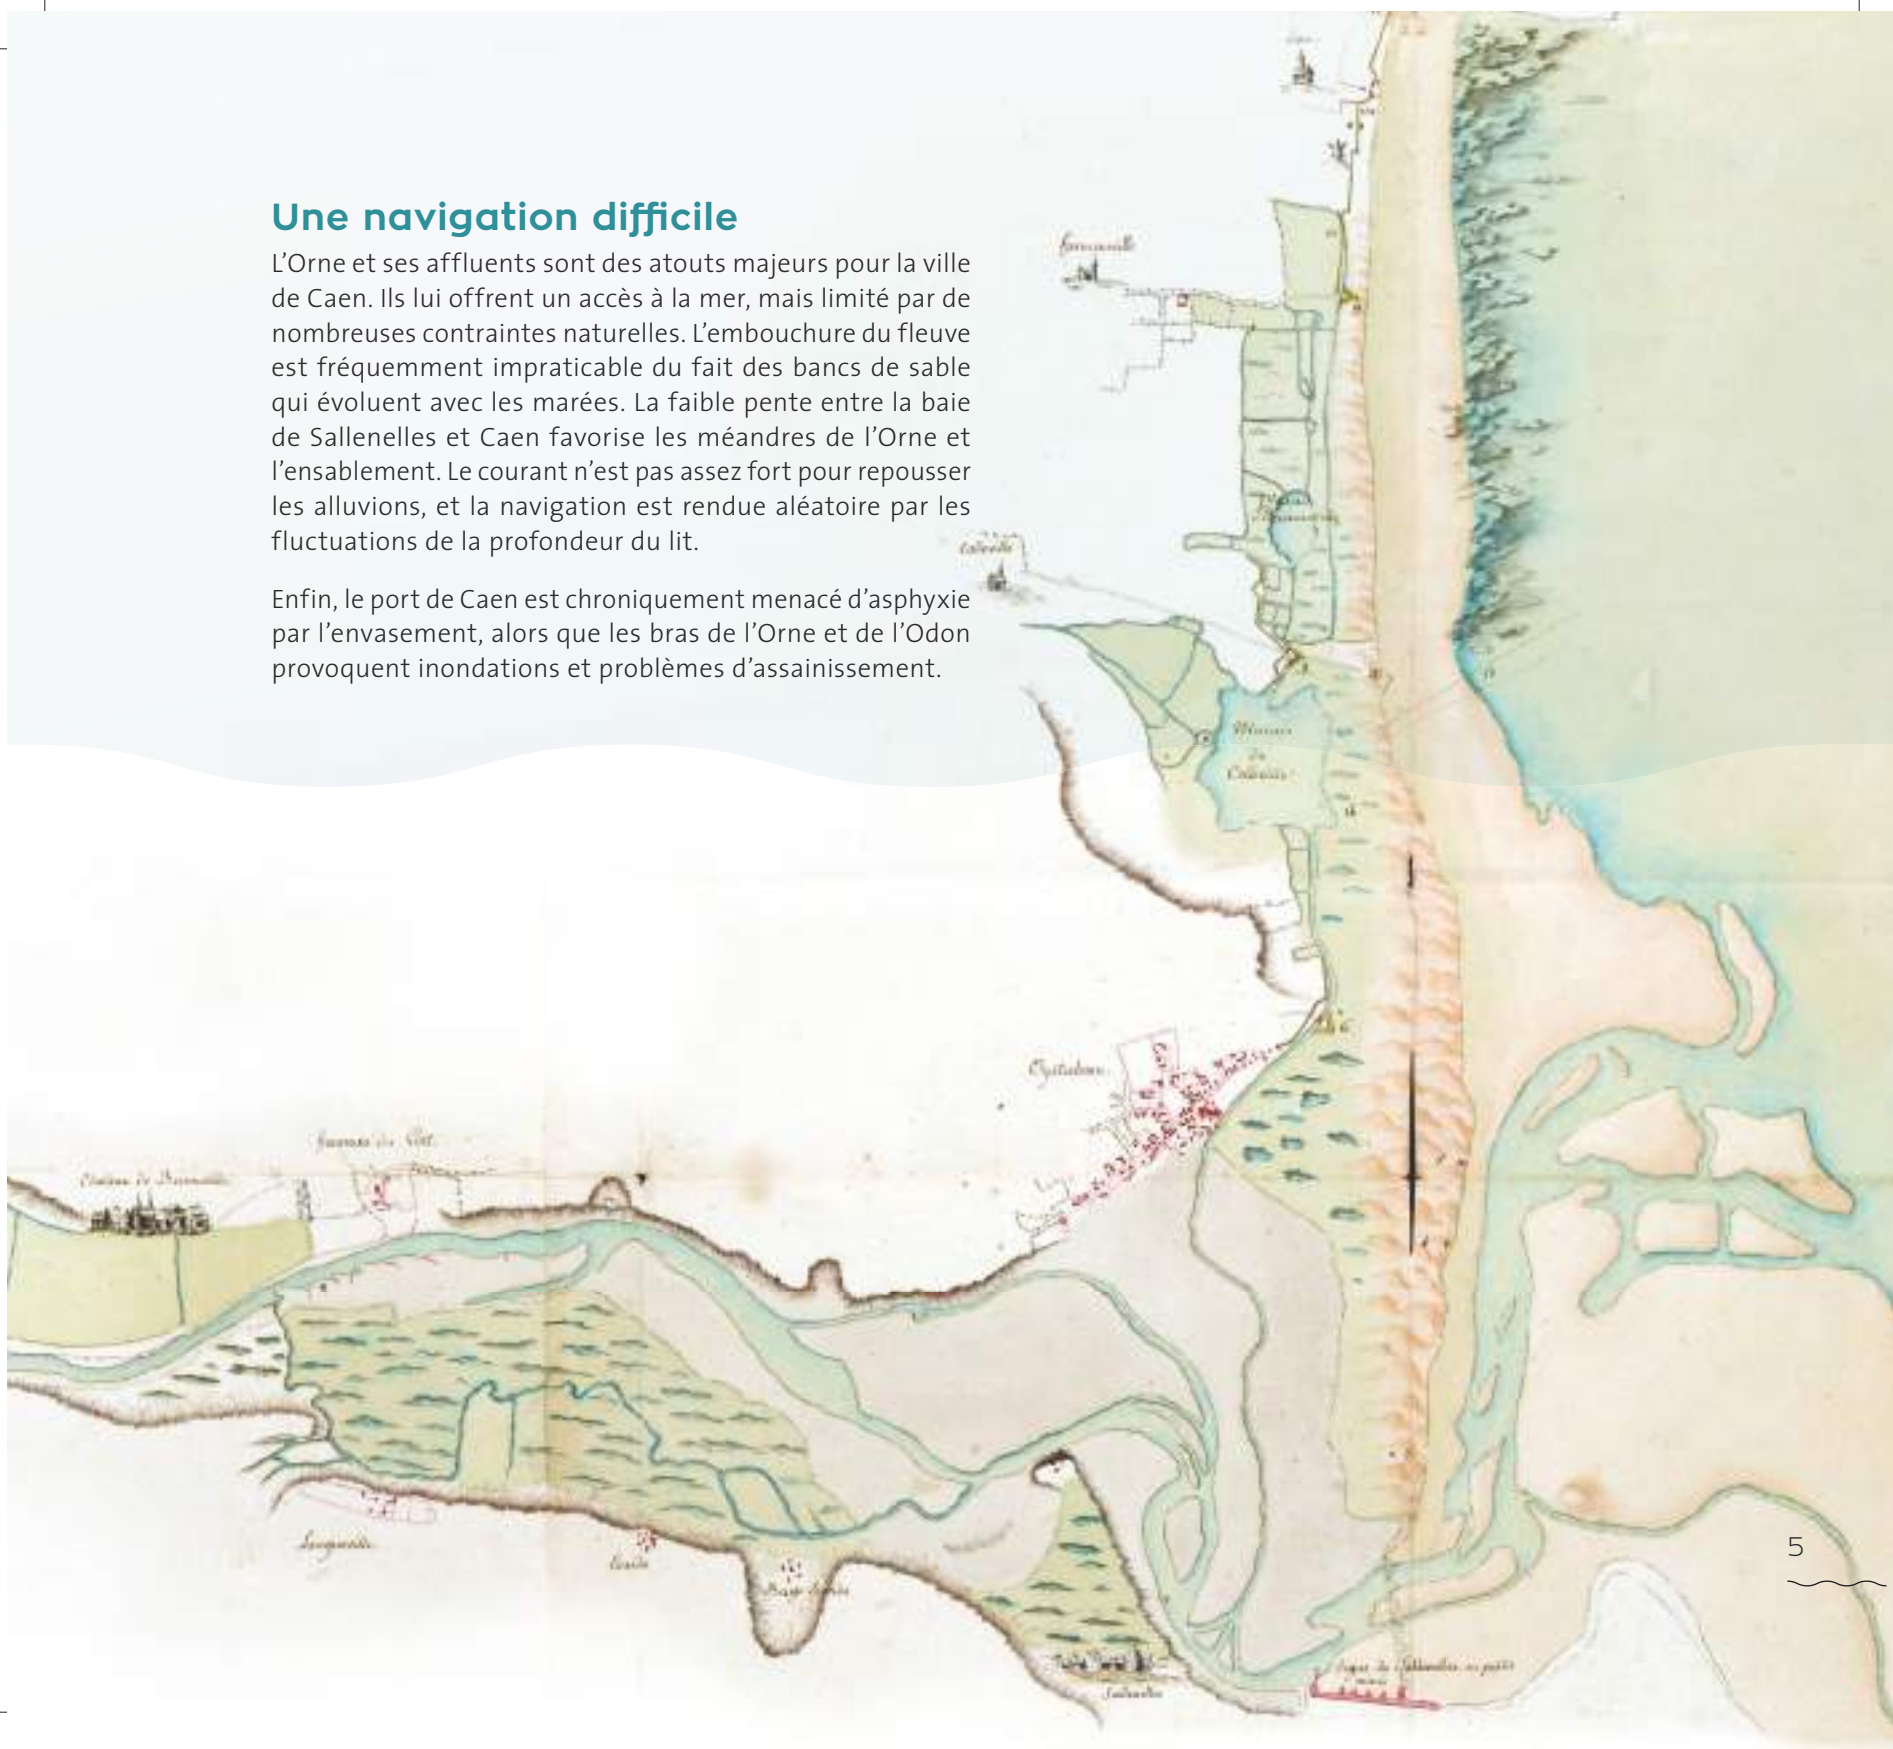 Une navigation difficile
L’Orne et ses affluents sont des atouts majeurs pour la ville
de Caen. Ils lui offrent un accès à la mer, mais limité par de
nombreuses contraintes naturelles. L’embouchure du fleuve
est fréquemment impraticable du fait des bancs de sable
qui évoluent avec les marées. La faible pente entre la baie
de Sallenelles et Caen favorise les méandres de l’Orne et
l’ensablement. Le courant n’est pas assez fort pour repousser
les alluvions, et la navigation est rendue aléatoire par les
fluctuations de la profondeur du lit.
Enfin, le port de Caen est chroniquement menacé d’asphyxie
par l’envasement, alors que les bras de l’Orne et de l’Odon
provoquent inondations et problèmes d’assainissement.
Marais
de
5